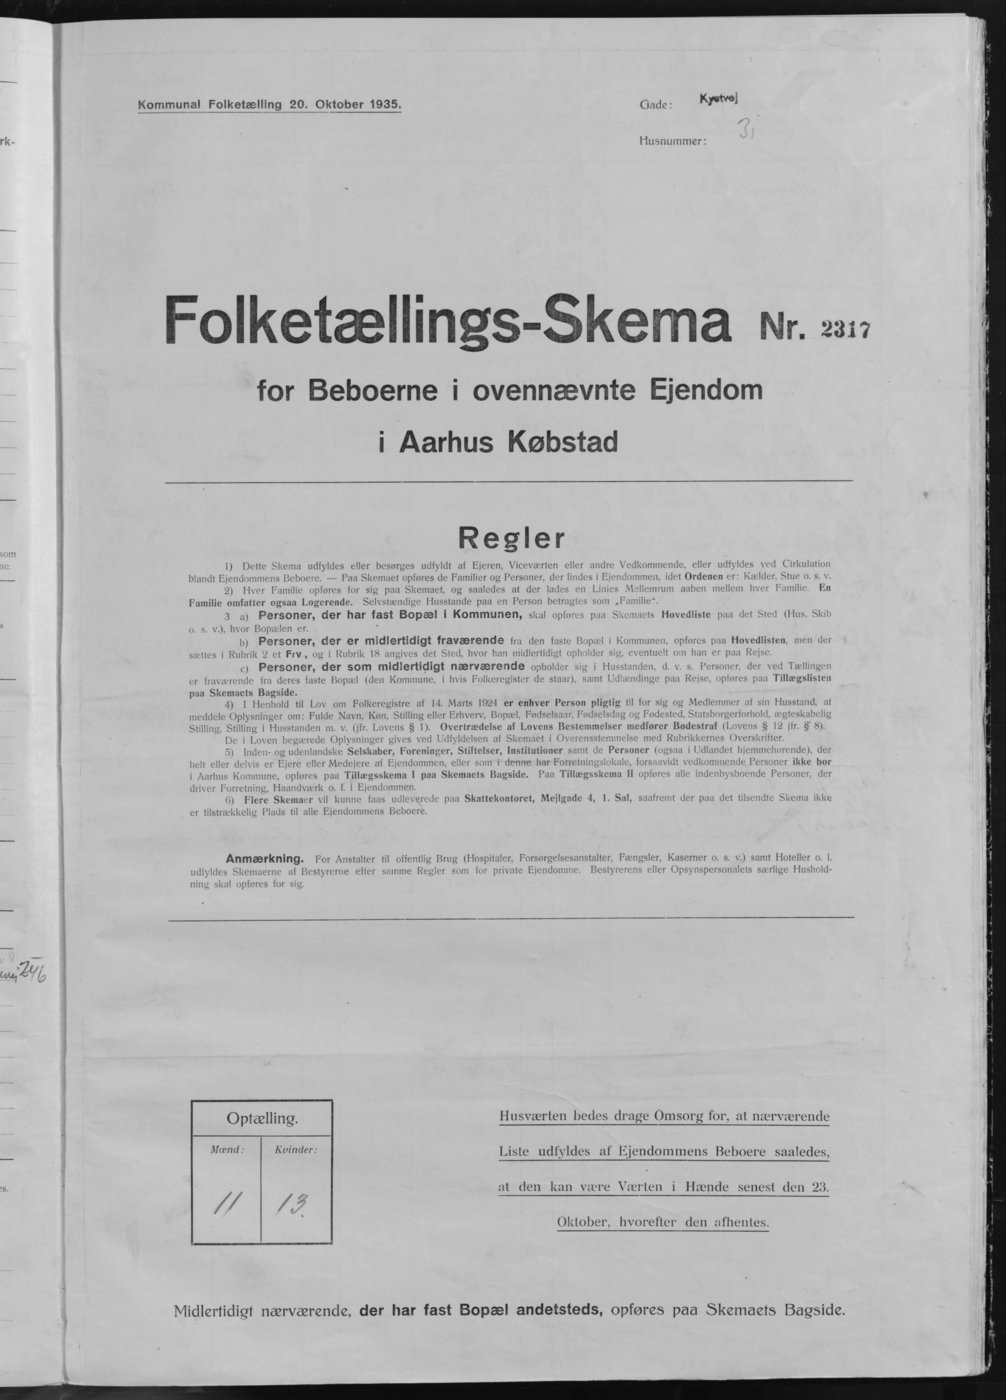 Kommunal Folketælling 20. Oktober 1935.
Gade: Kystvej
Husnummer: 3
Folketællings-Skema Nr. 2317
for Beboerne i ovennævnte Ejendom
i Aarhus Købstad
Regler
1) Dette Skema udfyldes eller besørges udfyldt af Ejeren, Viceværten eller andre Vedkommende, eller udfyldes ved Cirkulation
blandt Ejendommens Beboere. — Paa Skemaet opføres de Familier og Personer, der findes i Ejendommen, idet Ordenen er: Kælder, Stue o. s. v.
2) Hver Familie opføres for sig paa Skemaet, og saaledes at der lades en Linies Mellemrum aaben mellem hver Familie. En
Familie omfatter ogsaa Logerende. Selvstændige Husstande paa en Person betragtes som „Familie“.
3 a) Personer, der har fast Bopæl i Kommunen, skal opføres paa Skemaets Hovedliste paa det Sted (Hus, Skib
o. s. v.), hvor Bopælen er.
b) Personer, der er midlertidigt fraværende fra den faste Bopæl i Kommunen, opføres paa Hovedlisten, men der
sættes i Rubrik 2 et Frv., og i Rubrik 18 angives det Sted, hvor han midlertidigt opholder sig, eventuelt om han er paa Rejse.
c) Personer, der som midlertidigt nærværende opholder sig i Husstanden, d. v. s. Personer, der ved Tællingen
er fraværende fra deres faste Bopæl (den Kommune, i hvis Folkeregister de staar), samt Udlændinge paa Rejse, opføres paa Tillægslisten
paa Skemaets Bagside.
4) I Henhold til Lov om Folkeregistre af 14. Marts 1924 er enhver Person pligtig til for sig og Medlemmer af sin Husstand, at
meddele Oplysninger om: Fulde Navn, Køn, Stilling eller Erhverv, Bopæl, Fødselsaar, Fødselsdag og Fødested, Statsborgerforhold, ægteskabelig
Stilling, Stilling i Husstanden m. v. (jfr. Lovens § 1). Overtrædelse af Lovens Bestemmelser medfører Bødestraf (Lovens § 12 jfr. § 8).
De i Loven begærede Oplysninger gives ved Udfyldelsen af Skemaet i Overensstemmelse med Rubrikkernes Overskrifter.
5) Inden- og udenlandske Selskaber, Foreninger, Stiftelser, Institutioner samt de Personer (ogsaa i Udlandet hjemmehørende), der
helt eller delvis er Ejere eller Medejere af Ejendommen, eller som i denne har Forretningslokale, forsaavidt vedkommende Personer ikke bor
i Aarhus Kommune, opføres paa Tillægsskema I paa Skemaets Bagside. Paa Tillægsskema II opføres alle indenbysboende Personer, der
driver Forretning, Haandværk o. l. i Ejendommen.
6) Flere Skemaer vil kunne faas udleverede paa Skattekontoret, Mejlgade 4, 1. Sal, saafremt der paa det tilsendte Skema ikke
er tilstrækkelig Plads til alle Ejendommens Beboere.
Anmærkning. For Anstalter til offentlig Brug (Hospitaler, Forsørgelsesanstalter, Fængsler, Kaserner o. s. v.) samt Hoteller o. l.
udfyldes Skemaerne af Bestyrerne efter samme Regler som for private Ejendomme. Bestyrerens eller Opsynspersonalets særlige Hushold-
ning skal opføres for sig.
Optælling.
Mænd: Kvinder:
11 13.
Husværten bedes drage Omsorg for, at nærværende
Liste udfyldes af Ejendommens Beboere saaledes,
at den kan være Værten i Hænde senest den 23.
Oktober, hvorefter den afhentes.
Midlertidigt nærværende, der har fast Bopæl andetsteds, opføres paa Skemaets Bagside.
rk-
som
ne.
246
es.